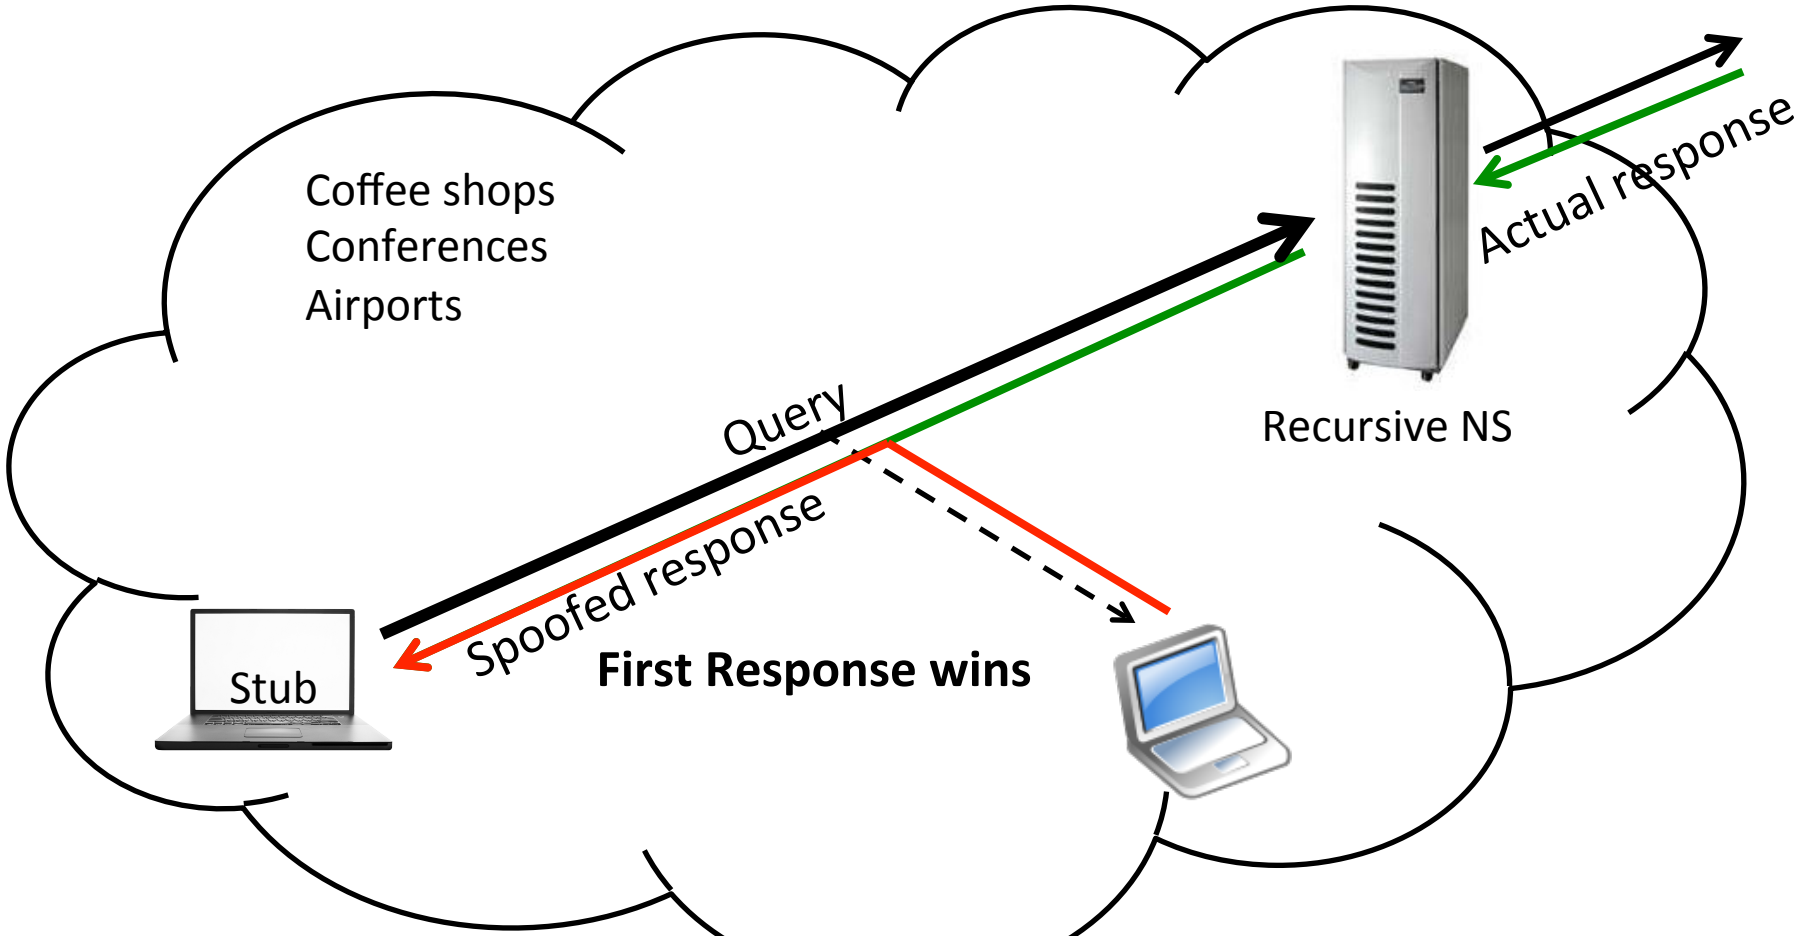 Coffee shops
Conferences
Airports
Actual response
Query
Recursive NS
Spoofed response
First Response wins
Stub